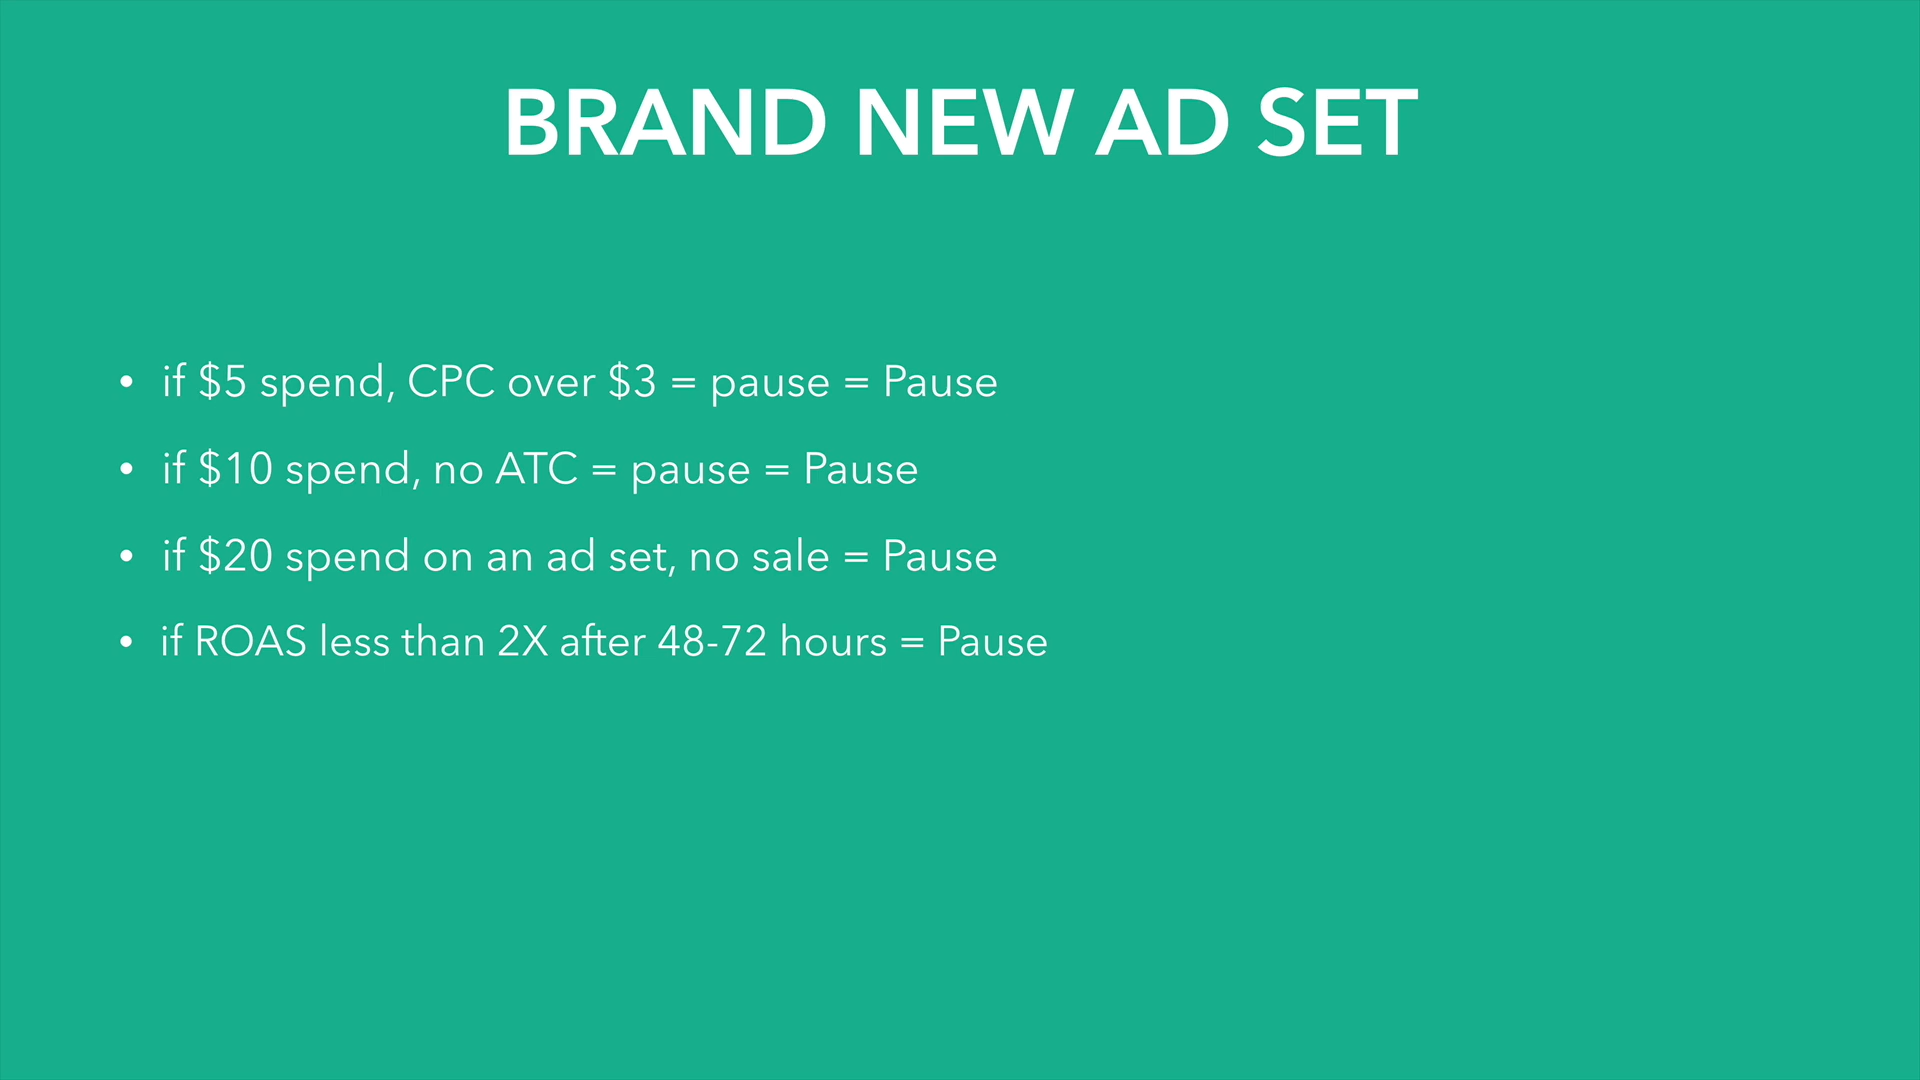 BRAND NEW AD SET
• if $5 spend, CPC over $3 = pause = Pause
• if $10 spend, no ATC = pause = Pause
• if $20 spend on an ad set, no sale = Pause
• if ROAS less than 2X after 48-72 hours = Pause